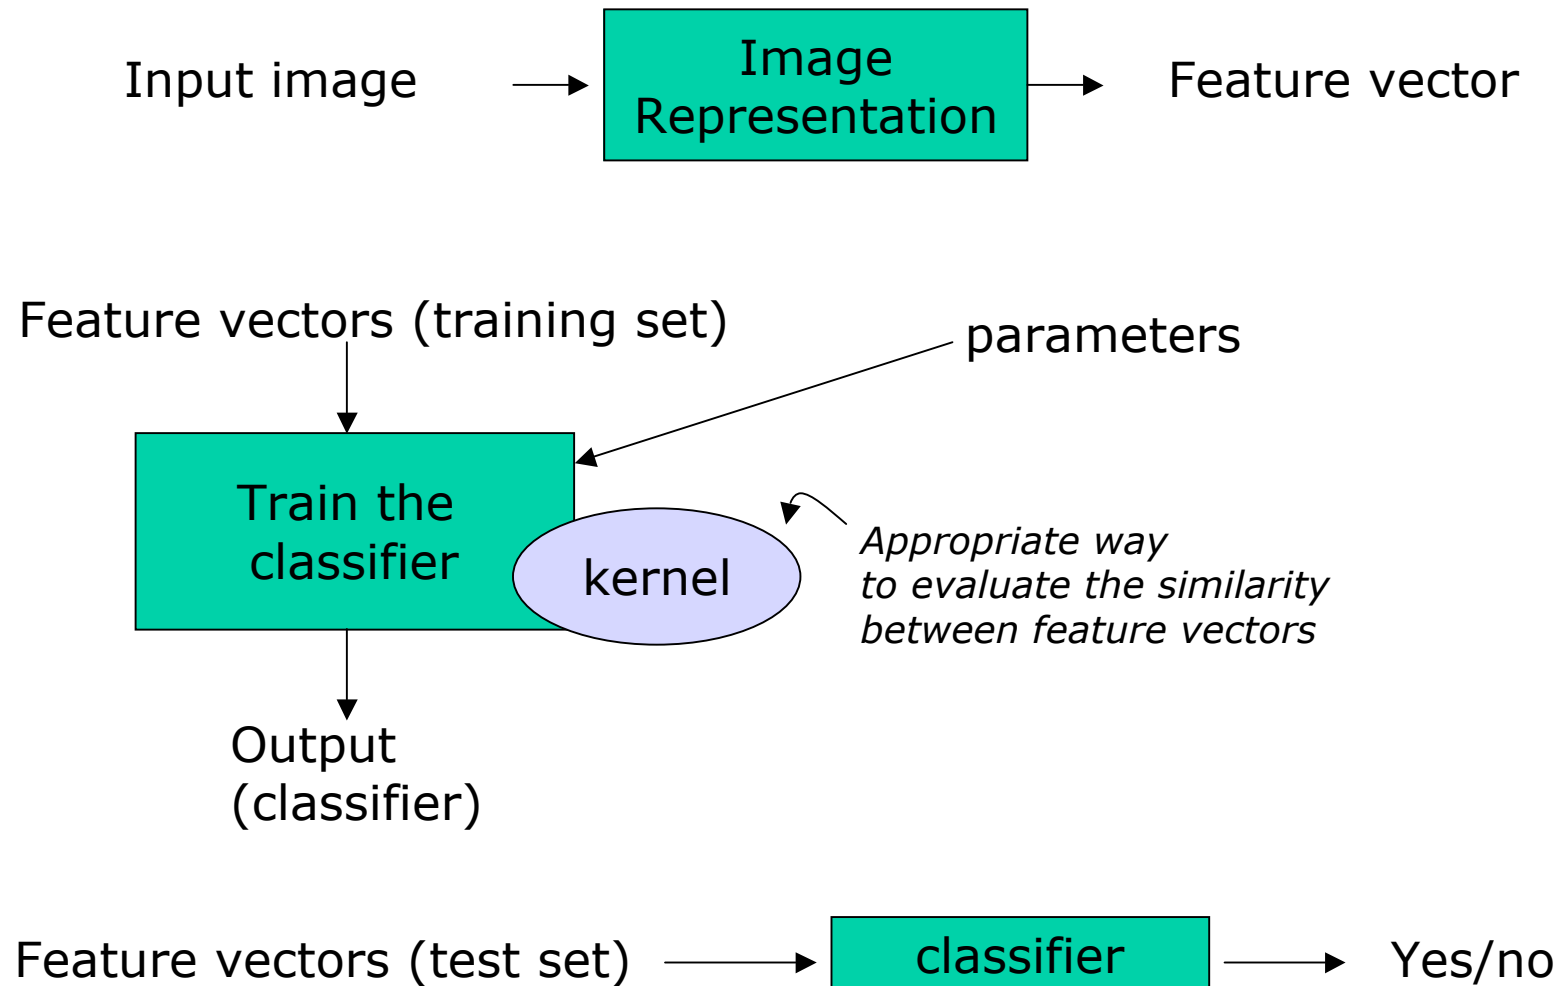 Input image
Image
Representation
Feature vector
Feature vectors (training set)
parameters
Train the
classifier
kernel
Appropriate way
to evaluate the similarity
between feature vectors
Output
(classifier)
Feature vectors (test set)
classifier
Yes/no